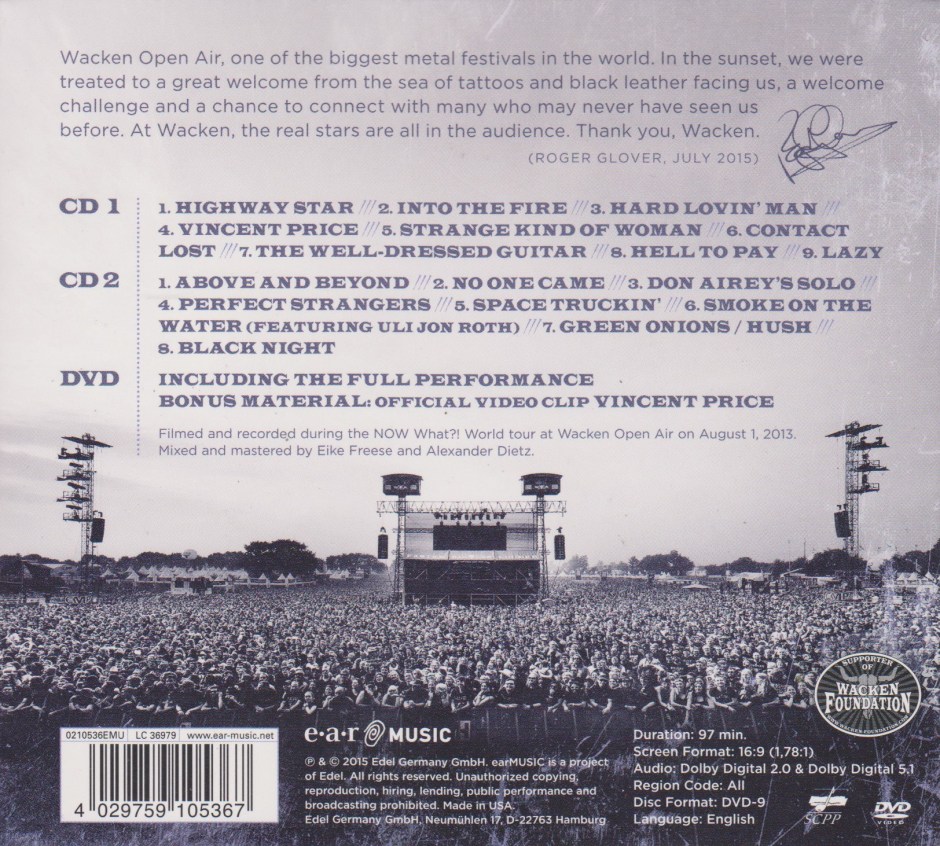 Wacken Open Air, one of the biggest metal festivals in the world. In the sunset, we were
treated to a great welcome from the sea of tattoos and black leather facing us, a welcome
challenge and a chance to connect with many who may never have seen us
before. At Wacken, the real stars are all in the audience. Thank you, Wacken.
(ROGER GLOVER, JULY 2015)
CD 1
1. HIGHWAY STAR /// 2. INTO THE FIRE /// 3. HARD LOVIN' MAN ///
4. VINCENT PRICE /// 5. STRANGE KIND OF WOMAN /// 6. CONTACT
LOST /// 7. THE WELL-DRESSED GUITAR /// 8. HELL TO PAY /// 9. LAZY
CD 2
1. ABOVE AND BEYOND /// 2. NO ONE CAME /// 3. DON AIREY'S SOLO ///
4. PERFECT STRANGERS /// 5. SPACE TRUCKIN' /// 6. SMOKE ON THE
WATER (FEATURING ULI JON ROTH) /// 7. GREEN ONIONS / HUSH ///
8. BLACK NIGHT
DVD
INCLUDING THE FULL PERFORMANCE
BONUS MATERIAL: OFFICIAL VIDEO CLIP VINCENT PRICE
Filmed and recorded during the NOW What?! World tour at Wacken Open Air on August 1, 2013.
Mixed and mastered by Eike Freese and Alexander Dietz.
SUPPORTER OF
WACKEN
FOUNDATION
WWW.WACKEN-FOUNDATION.COM
0210536EMU LC 36979 www.ear-music.net
4 029759 105367
e·a·r MUSIC
℗ & © 2015 Edel Germany GmbH. earMUSIC is a project
of Edel. All rights reserved. Unauthorized copying,
reproduction, hiring, lending, public performance and
broadcasting prohibited. Made in USA.
Edel Germany GmbH, Neumühlen 17, D-22763 Hamburg
Duration: 97 min.
Screen Format: 16:9 (1,78:1)
Audio: Dolby Digital 2.0 & Dolby Digital 5.1
Region Code: All
Disc Format: DVD-9
Language: English
SCPP
DVD
VIDEO